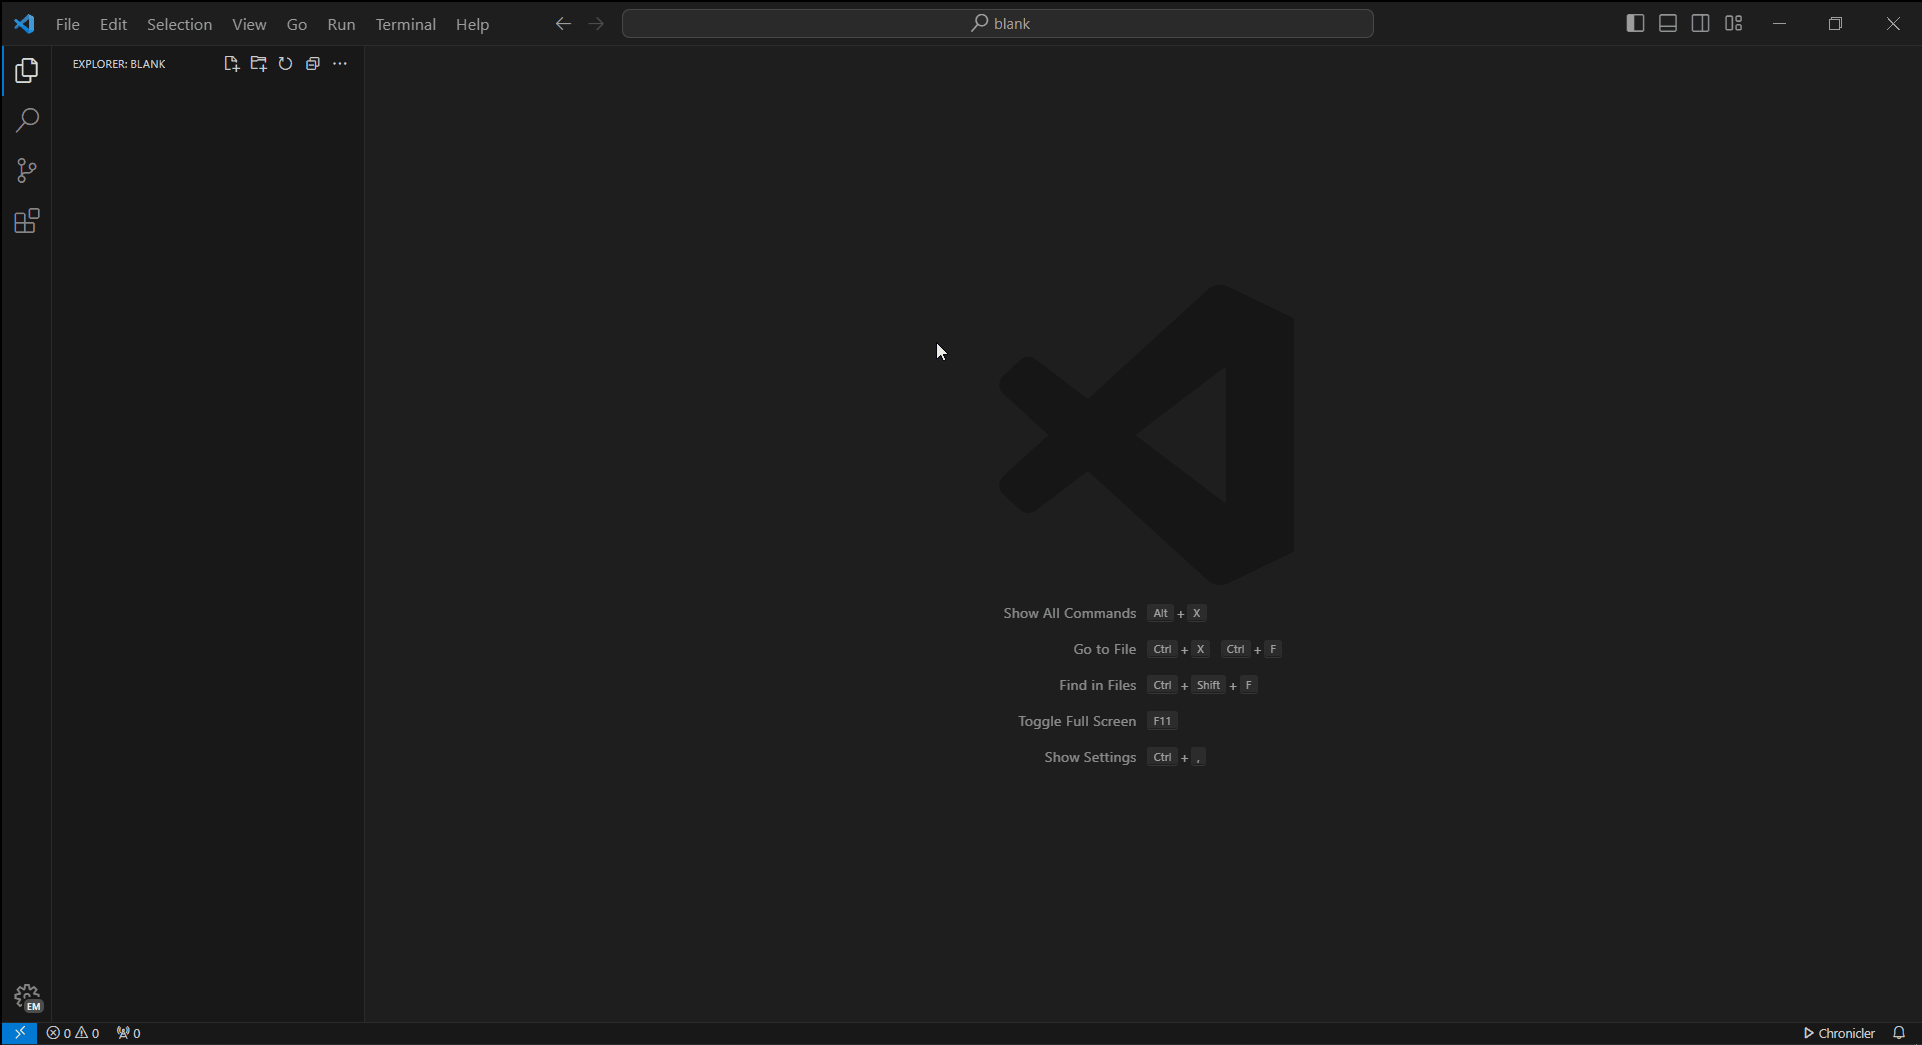 File Edit Selection View Go Run Terminal Help
blank
EXPLORER: BLANK
Show All Commands Alt + X
Go to File Ctrl + X Ctrl + F
Find in Files Ctrl + Shift + F
Toggle Full Screen F11
Show Settings Ctrl + ,
EM
0 0 0
Chronicler